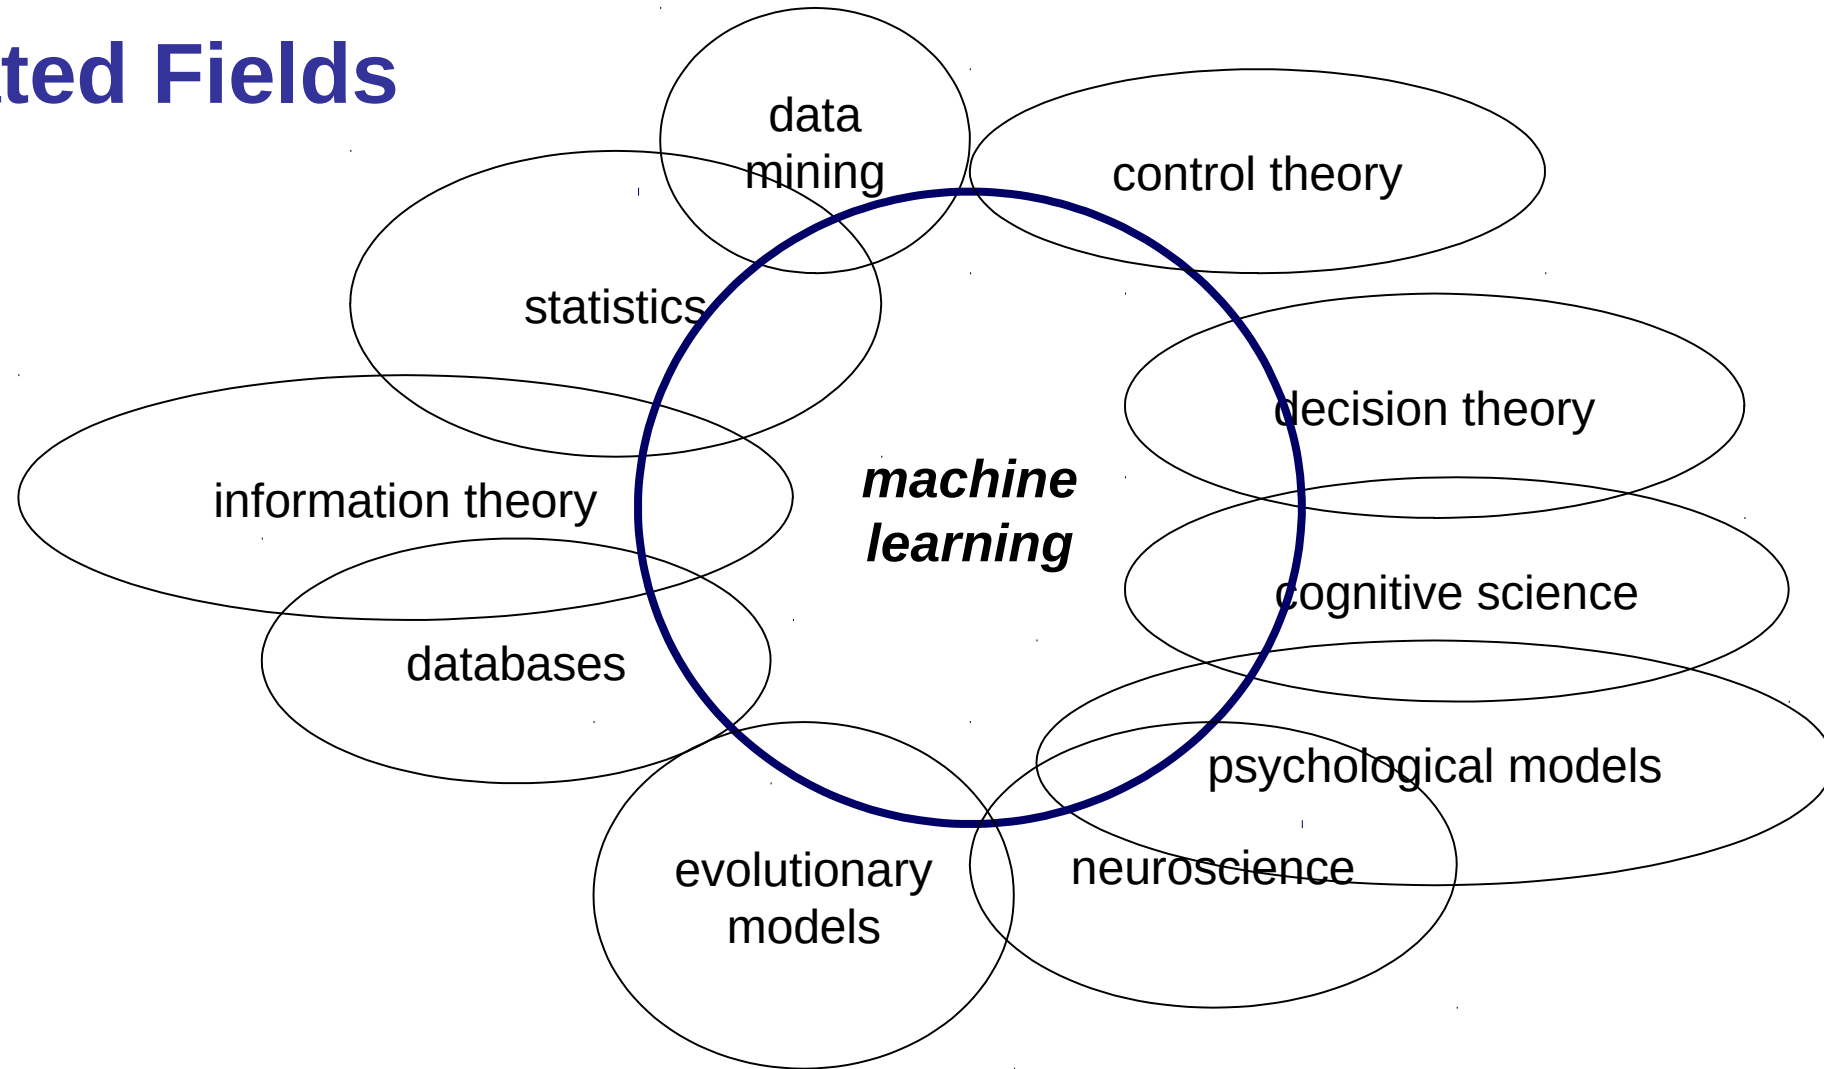 ted Fields
data
mining
control theory
statistics
decision theory
machine
learning
information theory
cognitive science
databases
psychological models
evolutionary
models
neuroscience